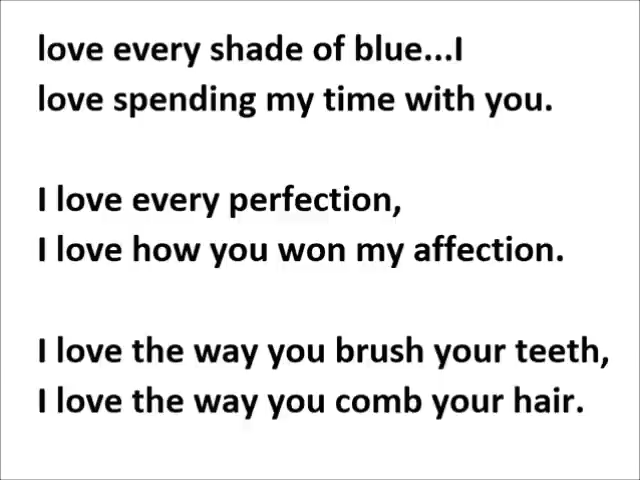 love every shade of blue...I
love spending my time with you.
I love every perfection,
I love how you won my affection.
I love the way you brush your teeth,
I love the way you comb your hair.